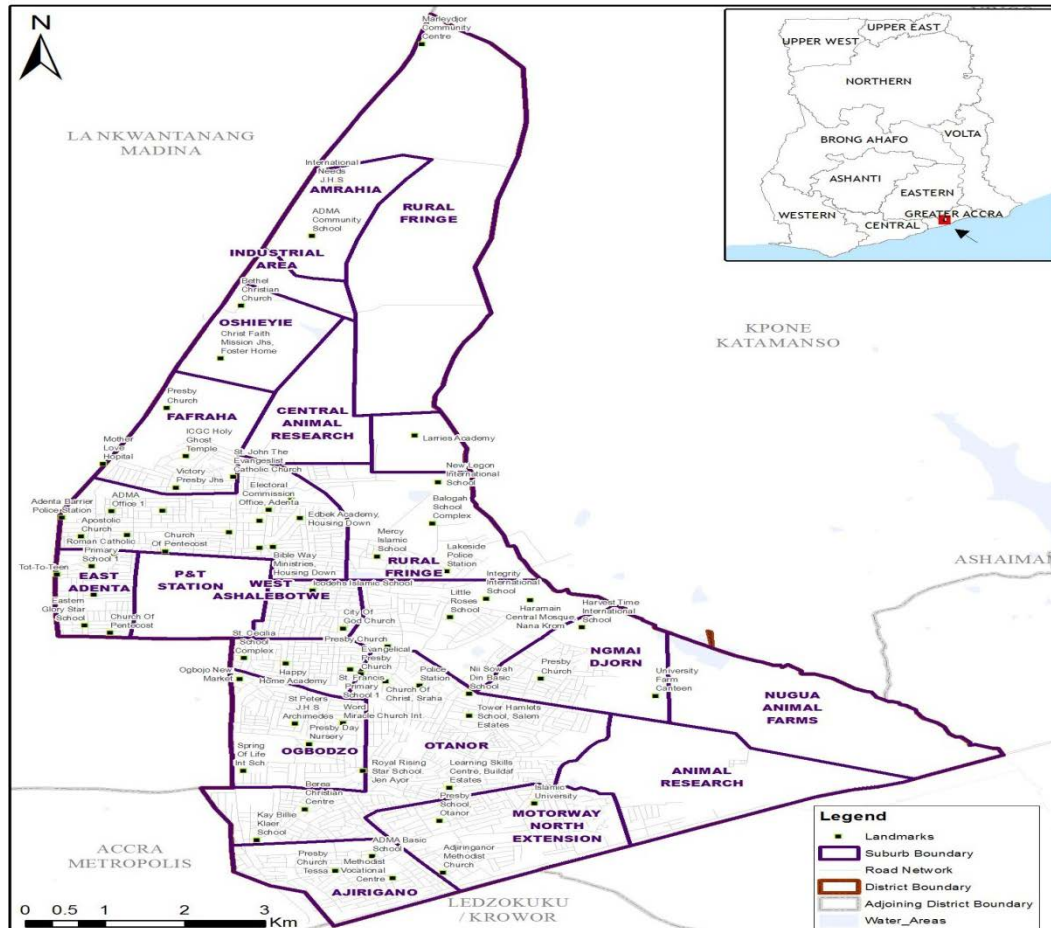 N
Marleydjor
Community
Centre
UPPER EAST
UPPER WEST
NORTHERN
BRONG AHAFO
VOLTA
ASHANTI
EASTERN
WESTERN
GREATER ACCRA
CENTRAL
LA NKWANTANANG
MADINA
International
Needs
J.H.S
AMRAHIA
RURAL
FRINGE
ADMA
Community
School
INDUSTRIAL
AREA
Bethel
Christian
Church
OSHIEYIE
Christ Faith
Mission Jhs,
Foster Home
KPONE
KATAMANSO
Presby
Church
FAFRAHA
CENTRAL
ANIMAL
RESEARCH
ICGC Holy
Ghost
Temple
Mother
Love
Hopital
Larries Academy
St. John The
Evangeslist
Catholic Church
Victory
Presby Jhs
New Legon
International
School
Electoral
Commission
Office, Adenta
ADMA
Office 1
Adenta Barrier
Police Station
Balogah
School
Complex
Edbek Academy,
Housing Down
Apostolic
Church
Roman Catholic
Primary
School 1
Church
Of Pentecost
Mercy
Islamic
School
Bible Way
Ministries,
Housing Down
Lakeside
Police
Station
RURAL
FRINGE
ASHAIMAN
Tot-To-Teen
EAST
ADENTA
P&T
STATION
WEST
ASHALEBOTWE
Icodehs Islamic School
Integrity
International
School
Little
Roses
School
Haramain
Central Mosque
Nana Krom
Harvest Time
International
School
Eastern
Glory Star
School
Church Of
Pentecost
City Of
God Church
St. Cecilia
School
Complex
Presby Church
Evangelical
Presby
Church
NGMAI
DJORN
Ogbojo New
Market
Happy
Home Academy
St. Francis
Primary
School 1
Police
Station
Church Of
Christ, Sraha
Nii Sowah
Din Basic
School
Presby
Church
University
Farm
Canteen
NUGUA
ANIMAL
FARMS
St Peters
J.H.S
Archimedes
Presby Day
Nursery
Word
Miracle Church Int
Tower Hamlets
School, Salem
Estates
OGBODZO
OTANOR
Spring
Of Life
Int Sch
Royal Rising
Star School
Jen Ayor
Learning Skills
Centre, Buildaf
Estates
ANIMAL
RESEARCH
Berea
Christian
Centre
Presby
School,
Otanor
Islamic
University
MOTORWAY
NORTH
EXTENSION
Kay Billie
Klaer
School
ADMA Basic
School
Presby
Church
Tessa
Methodist
Vocational
Centre
Adjiringanor
Methodist
Church
ACCRA
METROPOLIS
AJIRIGANO
LEDZOKUKU
/ KROWOR
0 0.5 1 2 3
Km
Legend
Landmarks
Suburb Boundary
Road Network
District Boundary
Adjoining District Boundary
Water_Areas